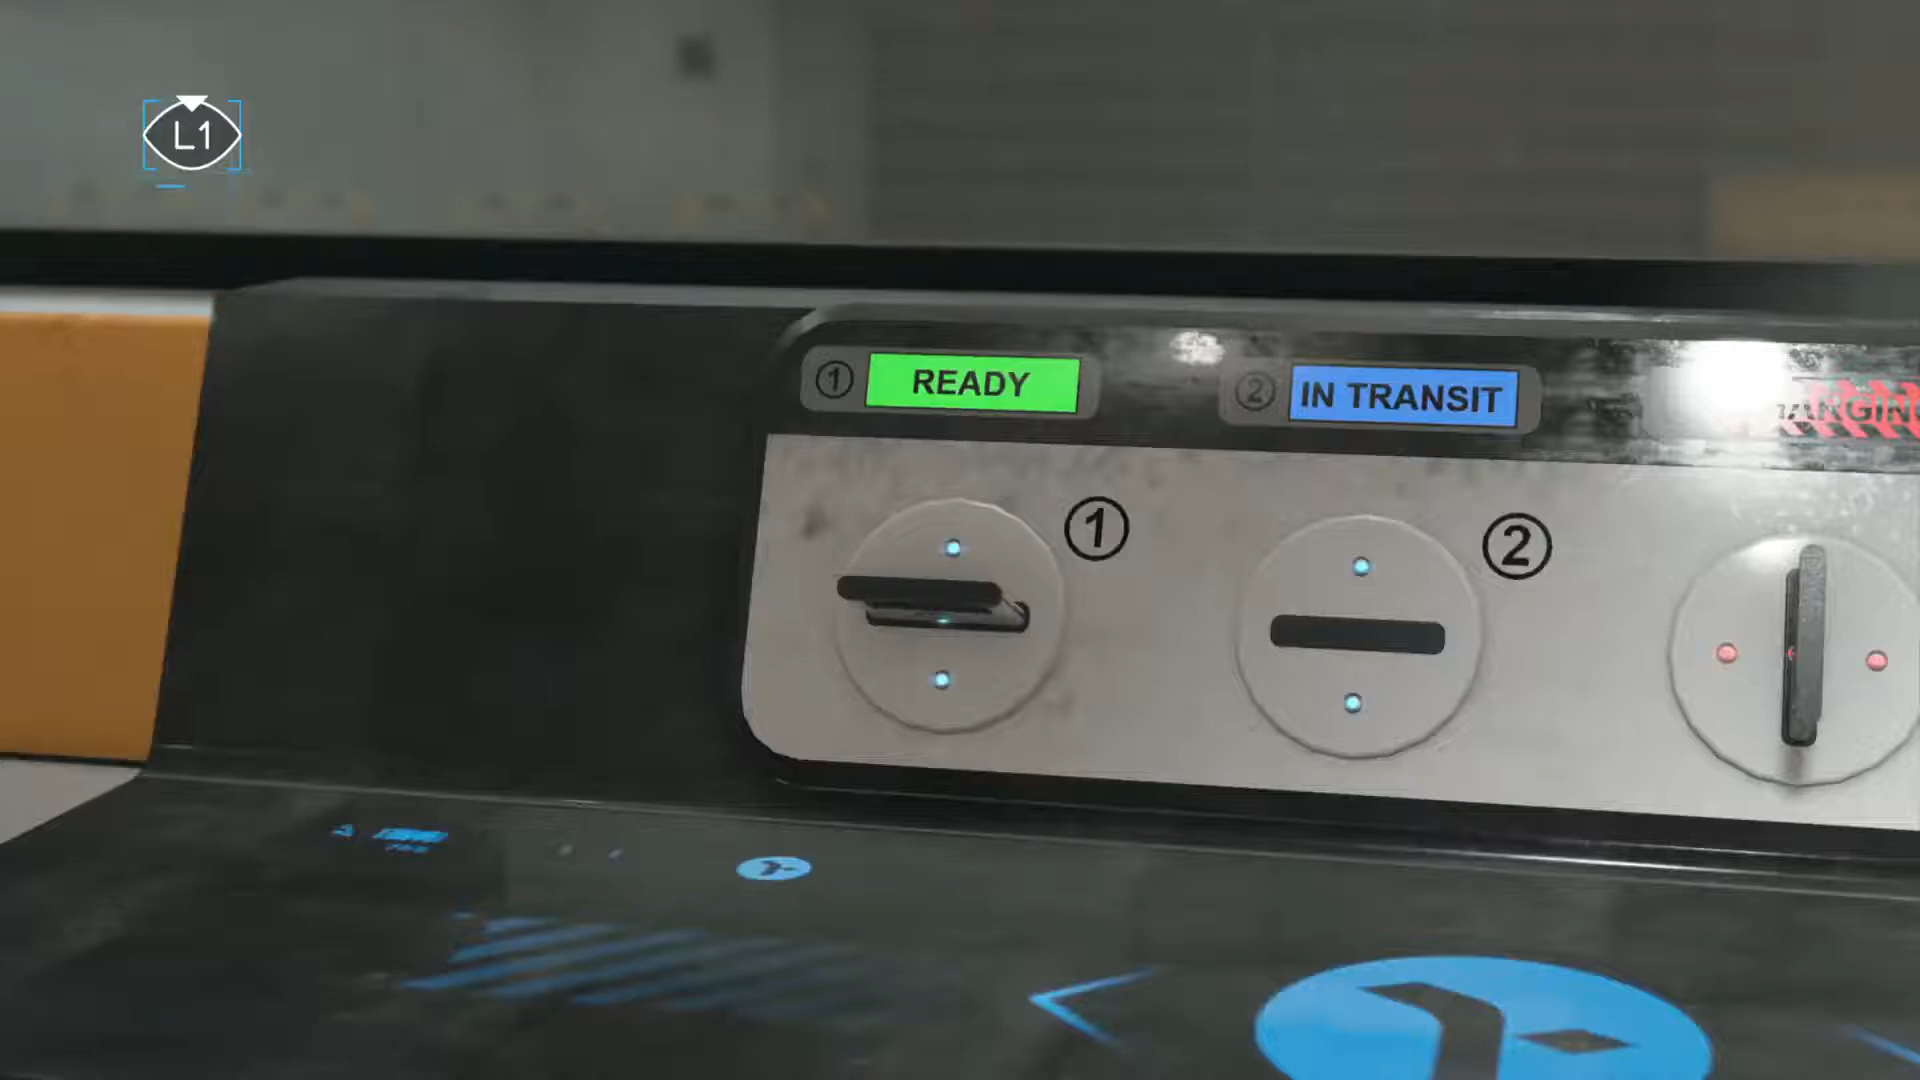 L1
① READY
② IN TRANSIT
①
②